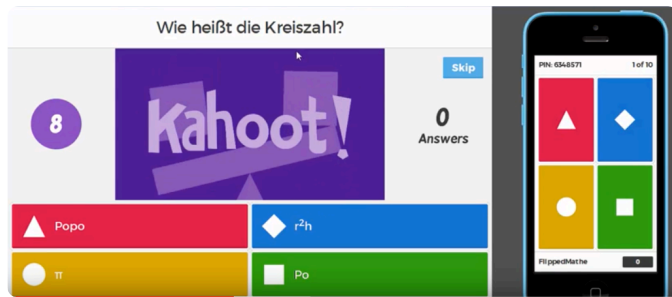 Wie heißt die Kreiszahl?
8
Kahoot!
Skip
0
Answers
Popo
r²h
π
Po
PIN: 6348571
1 of 10
FlippedMathe
0